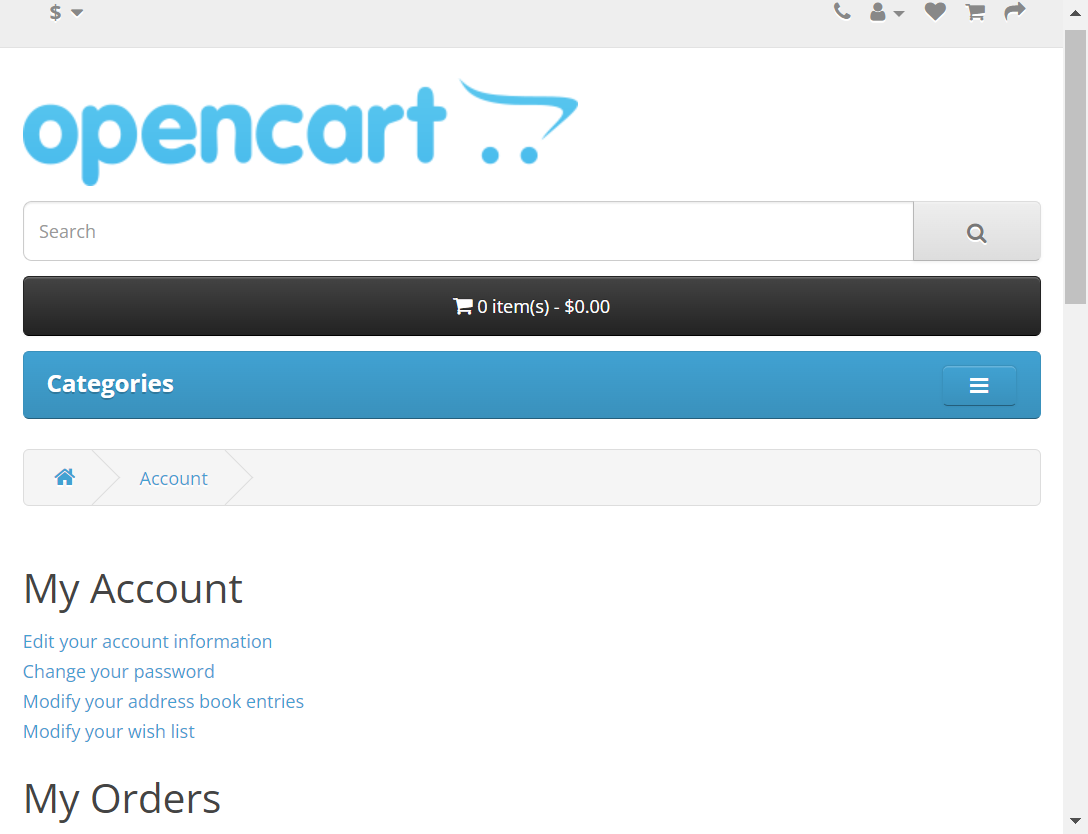 $
opencart
Search
0 item(s) - $0.00
Categories
Account
My Account
Edit your account information
Change your password
Modify your address book entries
Modify your wish list
My Orders